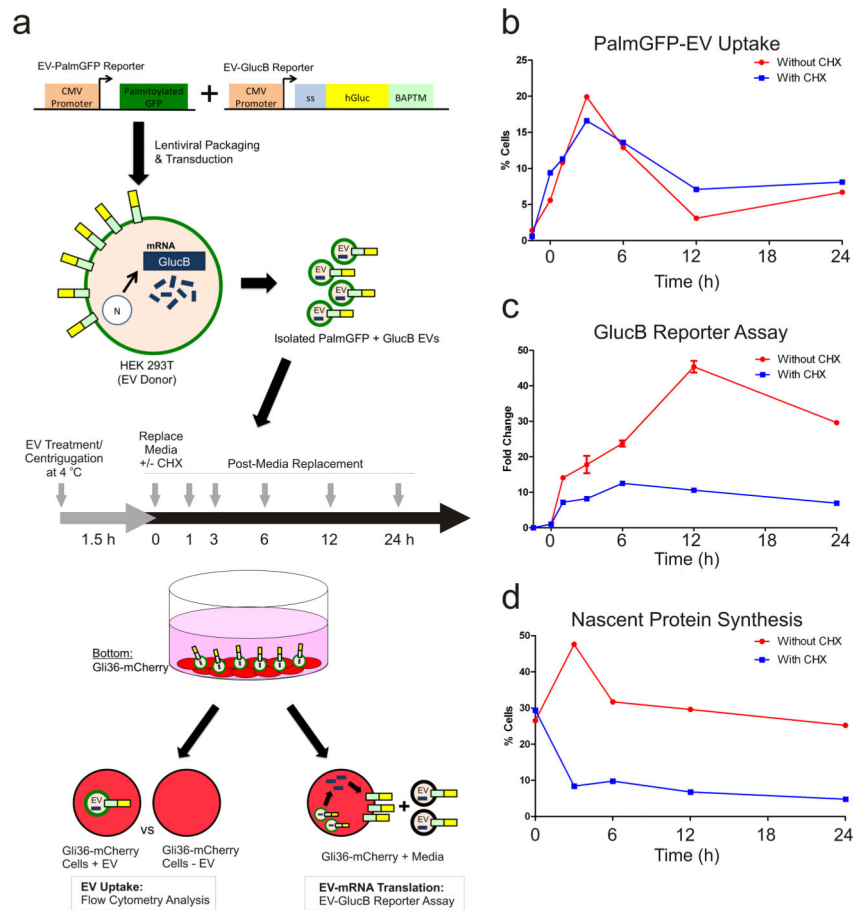 a
EV-PalmGFP Reporter
CMV
Promoter
Palmitoylated
GFP
+
EV-GlucB Reporter
CMV
Promoter
ss
hGluc
BAPTM
Lentiviral Packaging
& Transduction
mRNA
GlucB
N
HEK 293T
(EV Donor)
EV
EV
EV
EV
Isolated PalmGFP + GlucB EVs
EV Treatment/
Centrigugation
at 4 °C
Replace
Media
+/- CHX
Post-Media Replacement
1.5 h
0 1 3 6 12 24 h
Bottom:
Gli36-mCherry
EV
vs
Gli36-mCherry
Cells + EV
Gli36-mCherry
Cells - EV
EV Uptake:
Flow Cytometry Analysis
+
EV
EV
Gli36-mCherry + Media
EV-mRNA Translation:
EV-GlucB Reporter Assay
b
PalmGFP-EV Uptake
Without CHX
With CHX
% Cells
25
20
15
10
5
0
0 6 12 18 24
Time (h)
c
GlucB Reporter Assay
Without CHX
With CHX
Fold Change
50
40
30
20
10
0
0 6 12 18 24
Time (h)
d
Nascent Protein Synthesis
Without CHX
With CHX
% Cells
50
40
30
20
10
0
0 6 12 18 24
Time (h)